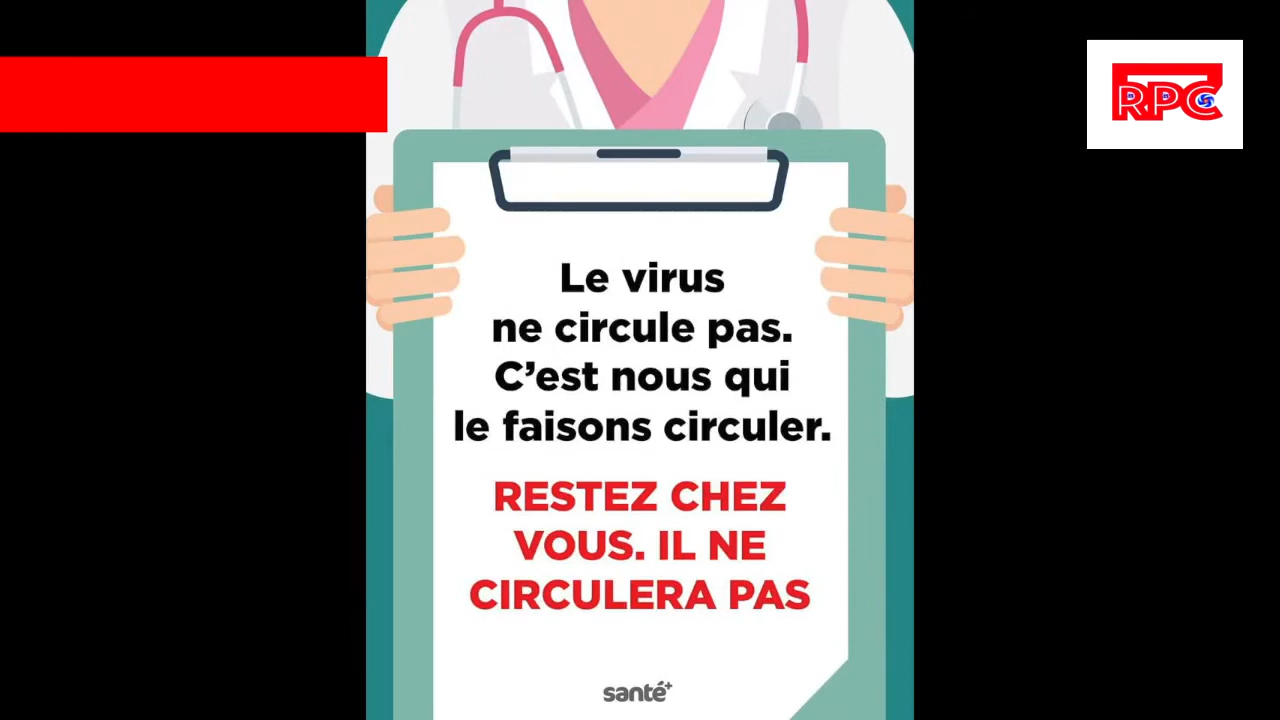 RPC
Le virus
ne circule pas.
C’est nous qui
le faisons circuler.
RESTEZ CHEZ
VOUS. IL NE
CIRCULERA PAS
santé+